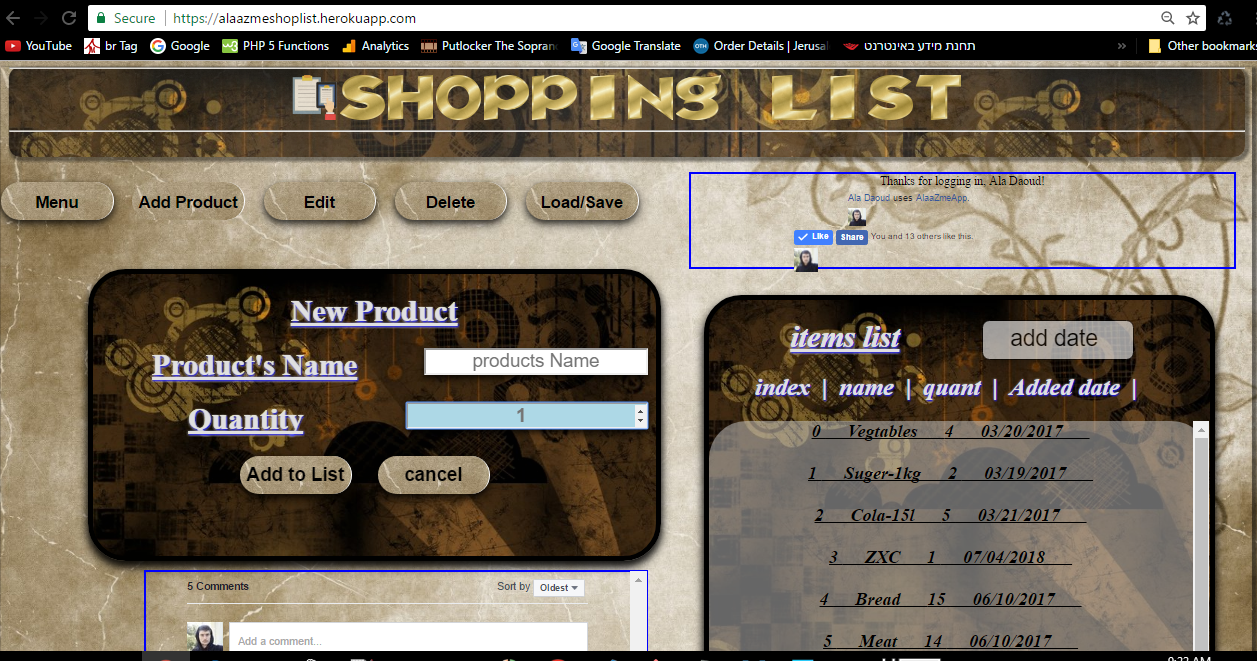 Secure https://alaazmeshoplist.herokuapp.com
YouTube br Tag Google PHP 5 Functions Analytics Putlocker The Sopran Google Translate Order Details | Jerusal תחנת מידע באינטרנט » Other bookmarks
SHOPPING LIST
Menu Add Product Edit Delete Load/Save
Thanks for logging in, Ala Daoud!
Ala Daoud uses AlaaZmeApp.
Like Share You and 13 others like this.
New Product
Product's Name products Name
Quantity 1
Add to List cancel
items list add date
index | name | quant | Added date |
0 Vegtables 4 03/20/2017
1 Suger-1kg 2 03/19/2017
2 Cola-15l 5 03/21/2017
3 ZXC 1 07/04/2018
4 Bread 15 06/10/2017
5 Meat 14 06/10/2017
5 Comments Sort by Oldest
Add a comment...